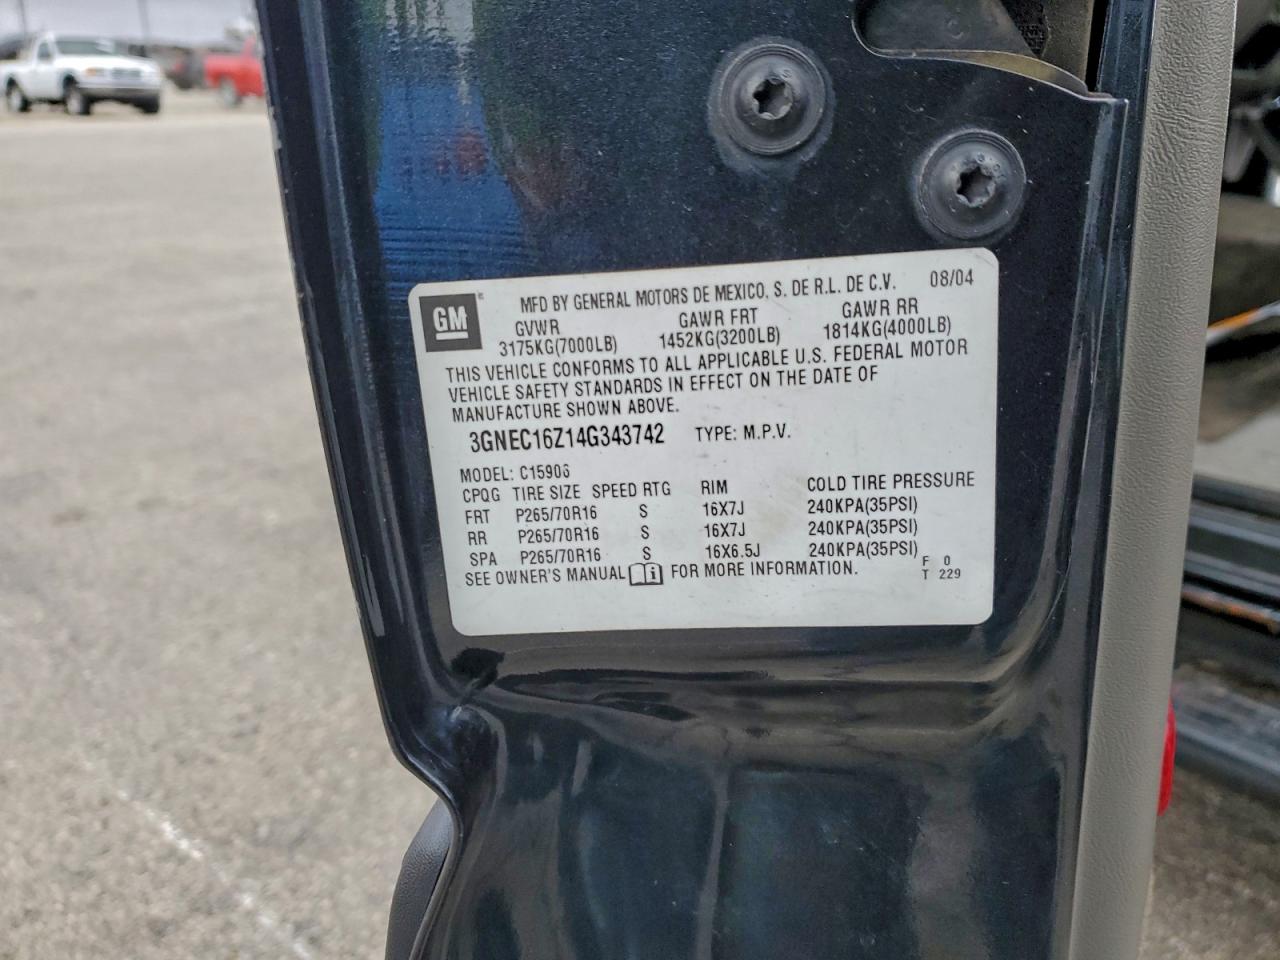 GM
MFD BY GENERAL MOTORS DE MEXICO, S. DE R.L. DE C.V. 08/04
GVWR GAWR FRT GAWR RR
3175KG(7000LB) 1452KG(3200LB) 1814KG(4000LB)
THIS VEHICLE CONFORMS TO ALL APPLICABLE U.S. FEDERAL MOTOR
VEHICLE SAFETY STANDARDS IN EFFECT ON THE DATE OF
MANUFACTURE SHOWN ABOVE.
3GNEC16Z14G343742 TYPE: M.P.V.
MODEL: C15906
CPQG TIRE SIZE SPEED RTG RIM COLD TIRE PRESSURE
FRT P265/70R16 S 16X7J 240KPA(35PSI)
RR P265/70R16 S 16X7J 240KPA(35PSI)
SPA P265/70R16 S 16X6.5J 240KPA(35PSI)
SEE OWNER'S MANUAL FOR MORE INFORMATION.
F 0
T 229